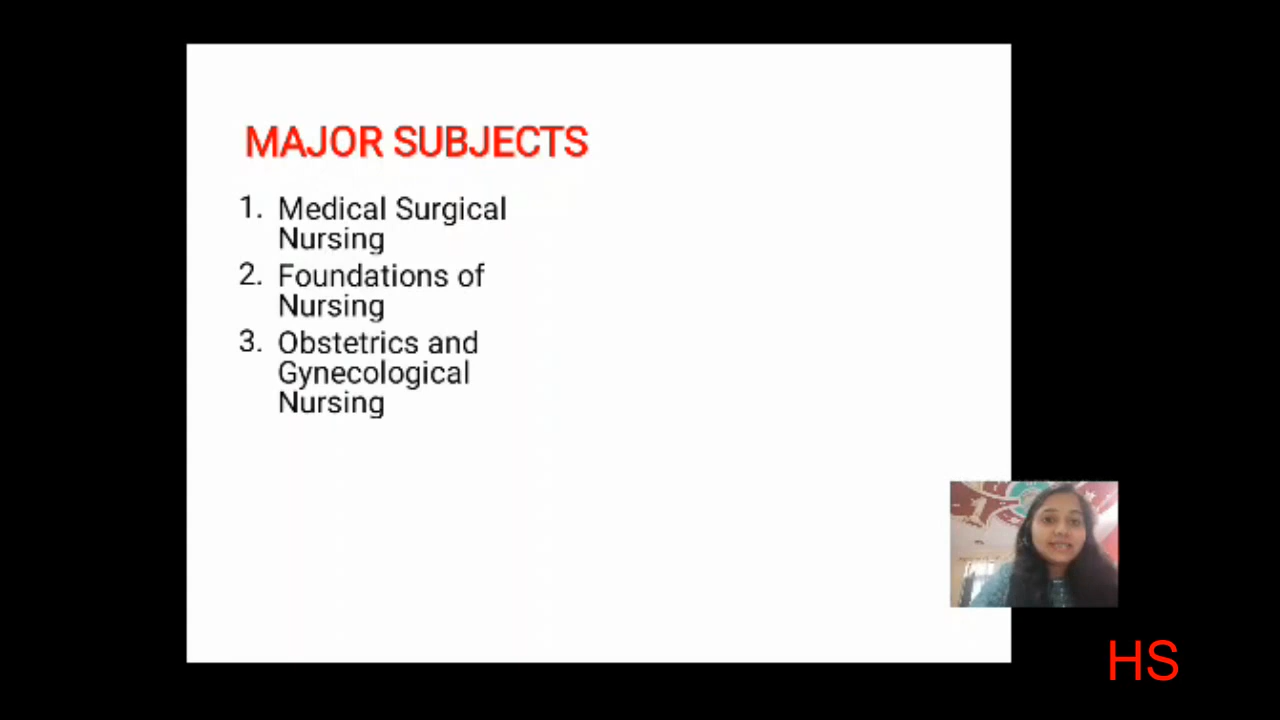 MAJOR SUBJECTS
1. Medical Surgical
Nursing
2. Foundations of
Nursing
3. Obstetrics and
Gynecological
Nursing
HS